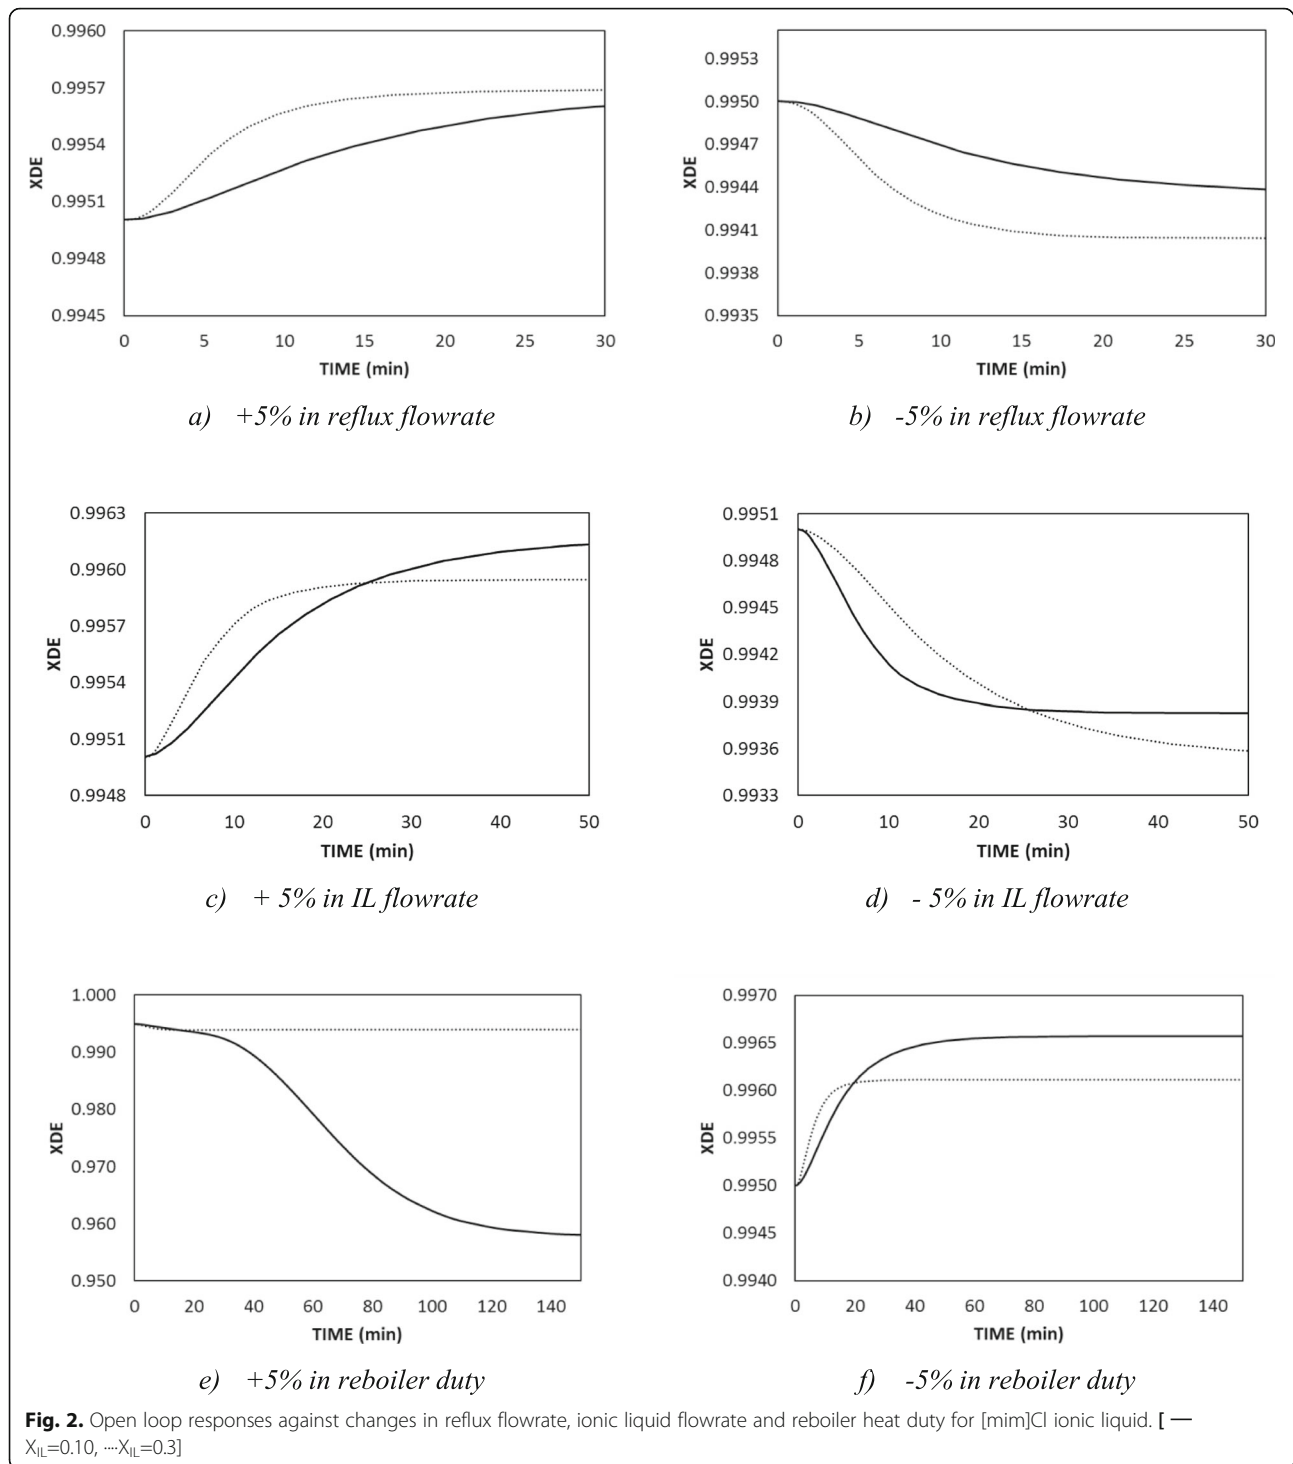 0.9960
0.9957
0.9954
0.9951
0.9948
0.9945
XDE
0 5 10 15 20 25 30
TIME (min)
a) +5% in reflux flowrate
0.9953
0.9950
0.9947
0.9944
0.9941
0.9938
0.9935
XDE
0 5 10 15 20 25 30
TIME (min)
b) -5% in reflux flowrate
0.9963
0.9960
0.9957
0.9954
0.9951
0.9948
XDE
0 10 20 30 40 50
TIME (min)
c) + 5% in IL flowrate
0.9951
0.9948
0.9945
0.9942
0.9939
0.9936
0.9933
XDE
0 10 20 30 40 50
TIME (min)
d) - 5% in IL flowrate
1.000
0.990
0.980
0.970
0.960
0.950
XDE
0 20 40 60 80 100 120 140
TIME (min)
e) +5% in reboiler duty
0.9970
0.9965
0.9960
0.9955
0.9950
0.9945
0.9940
XDE
0 20 40 60 80 100 120 140
TIME (min)
f) -5% in reboiler duty
Fig. 2. Open loop responses against changes in reflux flowrate, ionic liquid flowrate and reboiler heat duty for [mim]Cl ionic liquid. [ —
XIL=0.10, ····XIL=0.3]